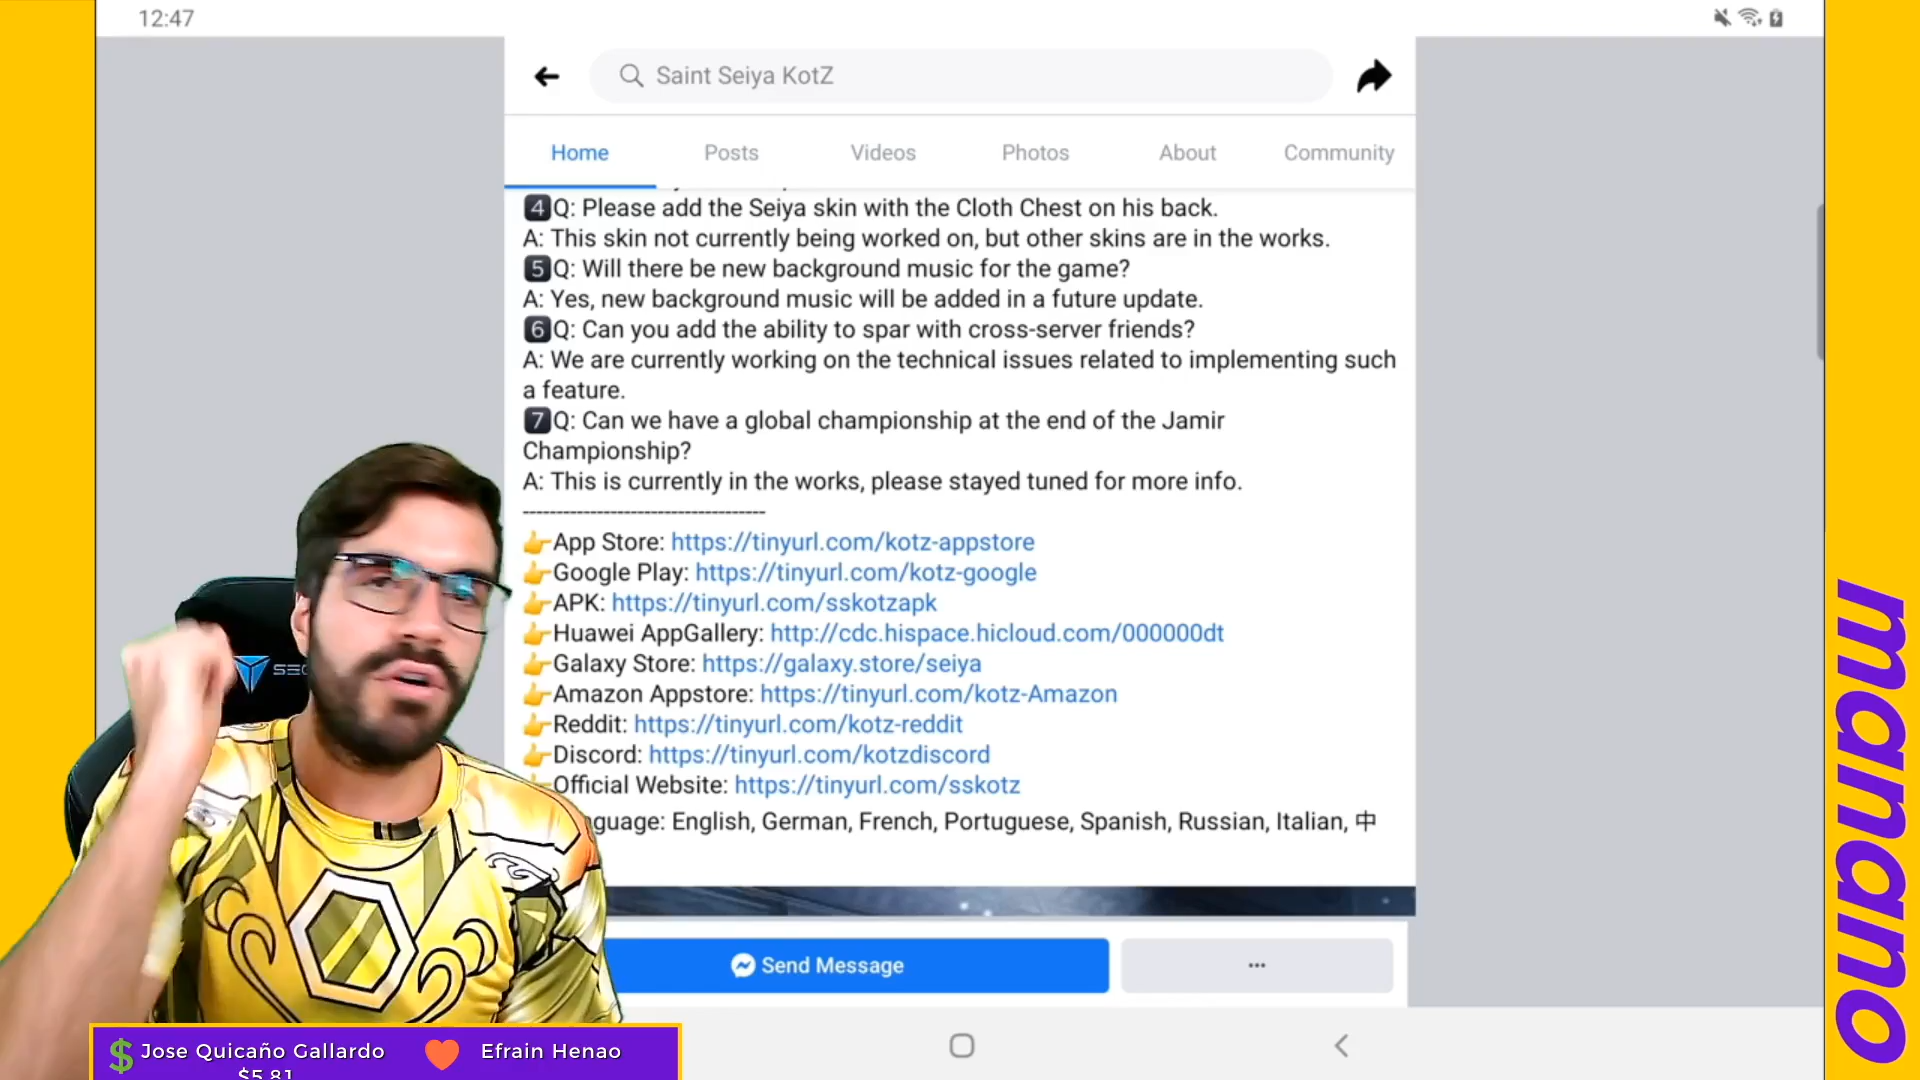 12:47
Saint Seiya KotZ
Home Posts Videos Photos About Community
4 Q: Please add the Seiya skin with the Cloth Chest on his back.
A: This skin not currently being worked on, but other skins are in the works.
5 Q: Will there be new background music for the game?
A: Yes, new background music will be added in a future update.
6 Q: Can you add the ability to spar with cross-server friends?
A: We are currently working on the technical issues related to implementing such
a feature.
7 Q: Can we have a global championship at the end of the Jamir
Championship?
A: This is currently in the works, please stayed tuned for more info.
-----------------------------------
👉App Store: https://tinyurl.com/kotz-appstore
👉Google Play: https://tinyurl.com/kotz-google
👉APK: https://tinyurl.com/sskotzapk
👉Huawei AppGallery: http://cdc.hispace.hicloud.com/000000dt
👉Galaxy Store: https://galaxy.store/seiya
👉Amazon Appstore: https://tinyurl.com/kotz-Amazon
👉Reddit: https://tinyurl.com/kotz-reddit
👉Discord: https://tinyurl.com/kotzdiscord
👉Official Website: https://tinyurl.com/sskotz
guage: English, German, French, Portuguese, Spanish, Russian, Italian, 中
Send Message
...
manano
$ Jose Quicaño Gallardo
$5.81
Efrain Henao